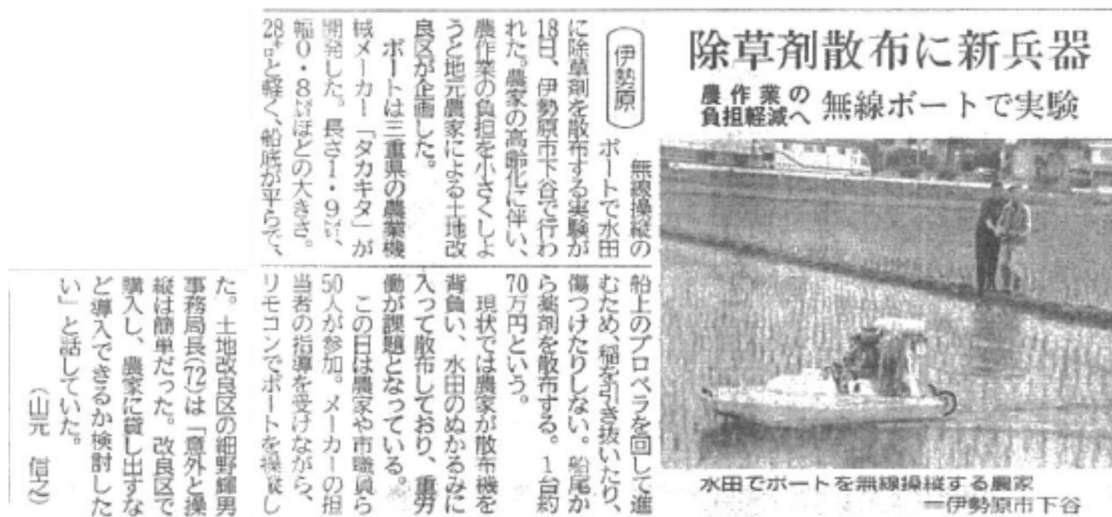 除草剤散布に新兵器
農作業の
負担軽減へ
無線ボートで実験
伊勢原
無線操縦の
ボートで水田
に除草剤を散布する実験が
18日、伊勢原市下谷で行わ
れた。農家の高齢化に伴い、
農作業の負担を小さくしよ
うと地元農家による土地改
良区が企画した。
ボートは三重県の農業機
械メーカー「タカキタ」が
開発した。長さ1・9㍍、
幅0・8㍍ほどの大きさ。
28㌔と軽く、船底が平らで、
船上のプロペラを回して進
むため、稲を引き抜いたり、
傷つけたりしない。船尾か
ら薬剤を散布する。1台約
70万円という。
現状では農家が散布機を
背負い、水田のぬかるみに
入って散布しており、重労
働が課題となっている。
この日は農家や市職員ら
50人が参加。メーカーの担
当者の指導を受けながら、
リモコンでボートを操縦し
た。土地改良区の細野輝男
事務局長(72)は「意外と操
縦は簡単だった。改良区で
購入し、農家に貸し出すな
ど導入できるか検討した
い」と話していた。
(山元 信之)
水田でボートを無線操縦する農家
=伊勢原市下谷